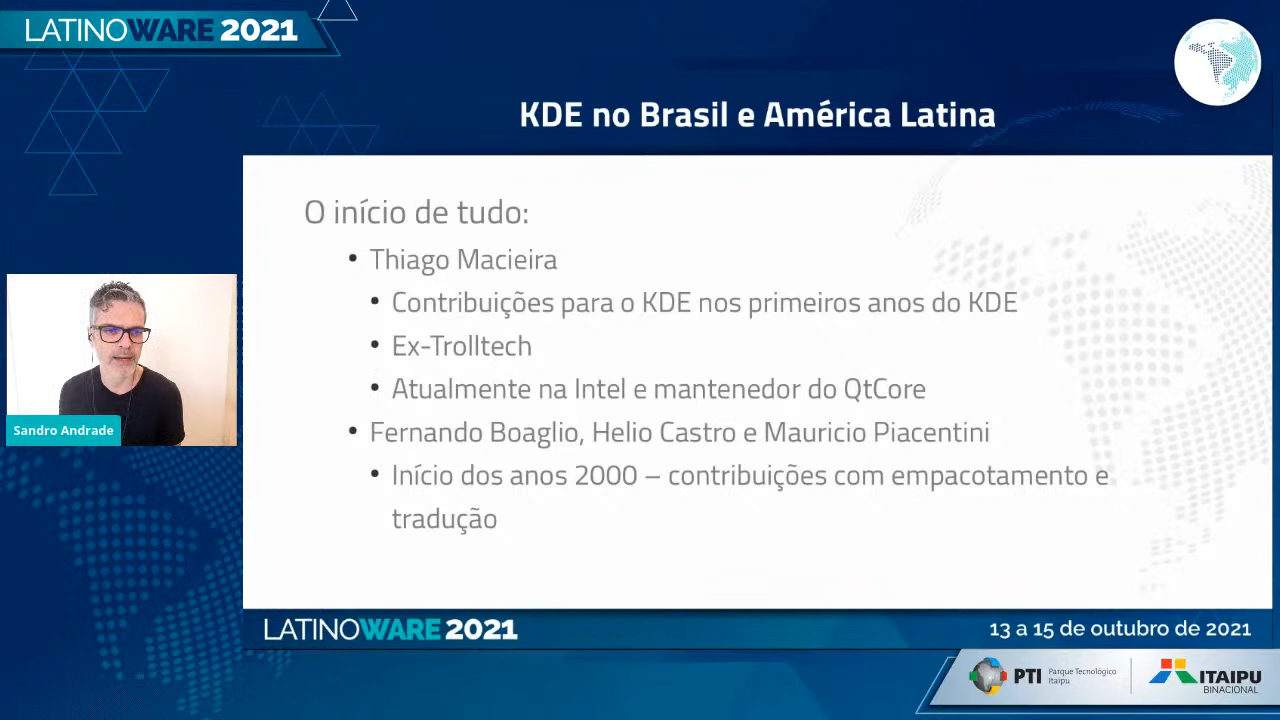 LATINOWARE 2021
KDE no Brasil e América Latina
O início de tudo:
• Thiago Macieira
• Contribuições para o KDE nos primeiros anos do KDE
• Ex-Trolltech
• Atualmente na Intel e mantenedor do QtCore
• Fernando Boaglio, Helio Castro e Mauricio Piacentini
• Início dos anos 2000 – contribuições com empacotamento e
tradução
Sandro Andrade
LATINOWARE 2021
13 a 15 de outubro de 2021
PTI
Parque Tecnológico
Itaipu
ITAIPU
BINACIONAL